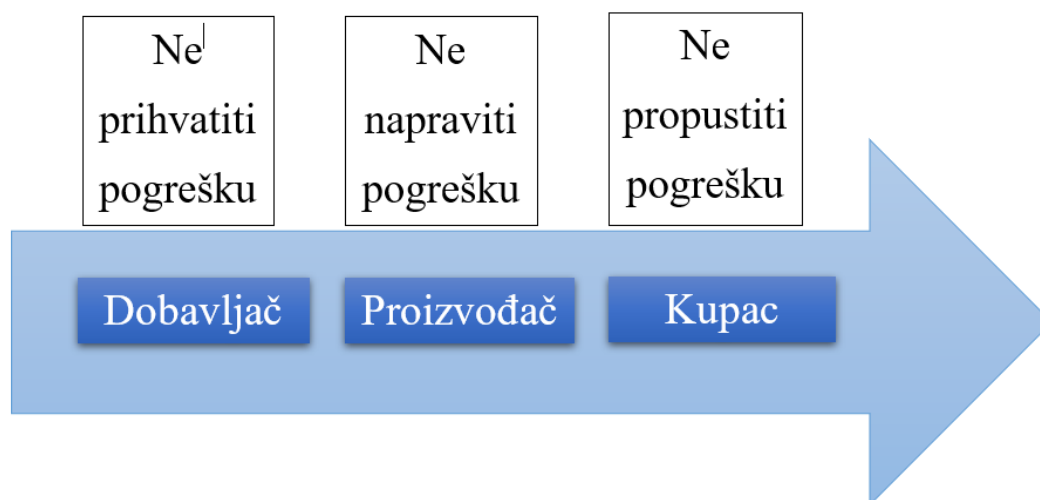 Ne
prihvatiti
pogrešku
Ne
napraviti
pogrešku
Ne
propustiti
pogrešku
Dobavljač
Proizvođač
Kupac